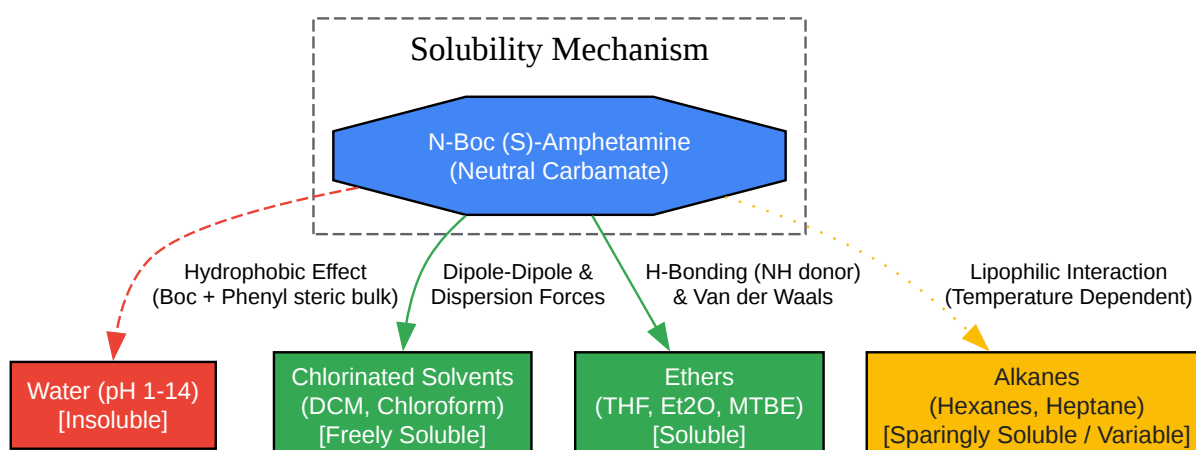 Solubility Mechanism
N-Boc (S)-Amphetamine
(Neutral Carbamate)
Hydrophobic Effect
(Boc + Phenyl steric bulk)
Dipole-Dipole &
Dispersion Forces
H-Bonding (NH donor)
& Van der Waals
Lipophilic Interaction
(Temperature Dependent)
Water (pH 1-14)
[Insoluble]
Chlorinated Solvents
(DCM, Chloroform)
[Freely Soluble]
Ethers
(THF, Et2O, MTBE)
[Soluble]
Alkanes
(Hexanes, Heptane)
[Sparingly Soluble / Variable]